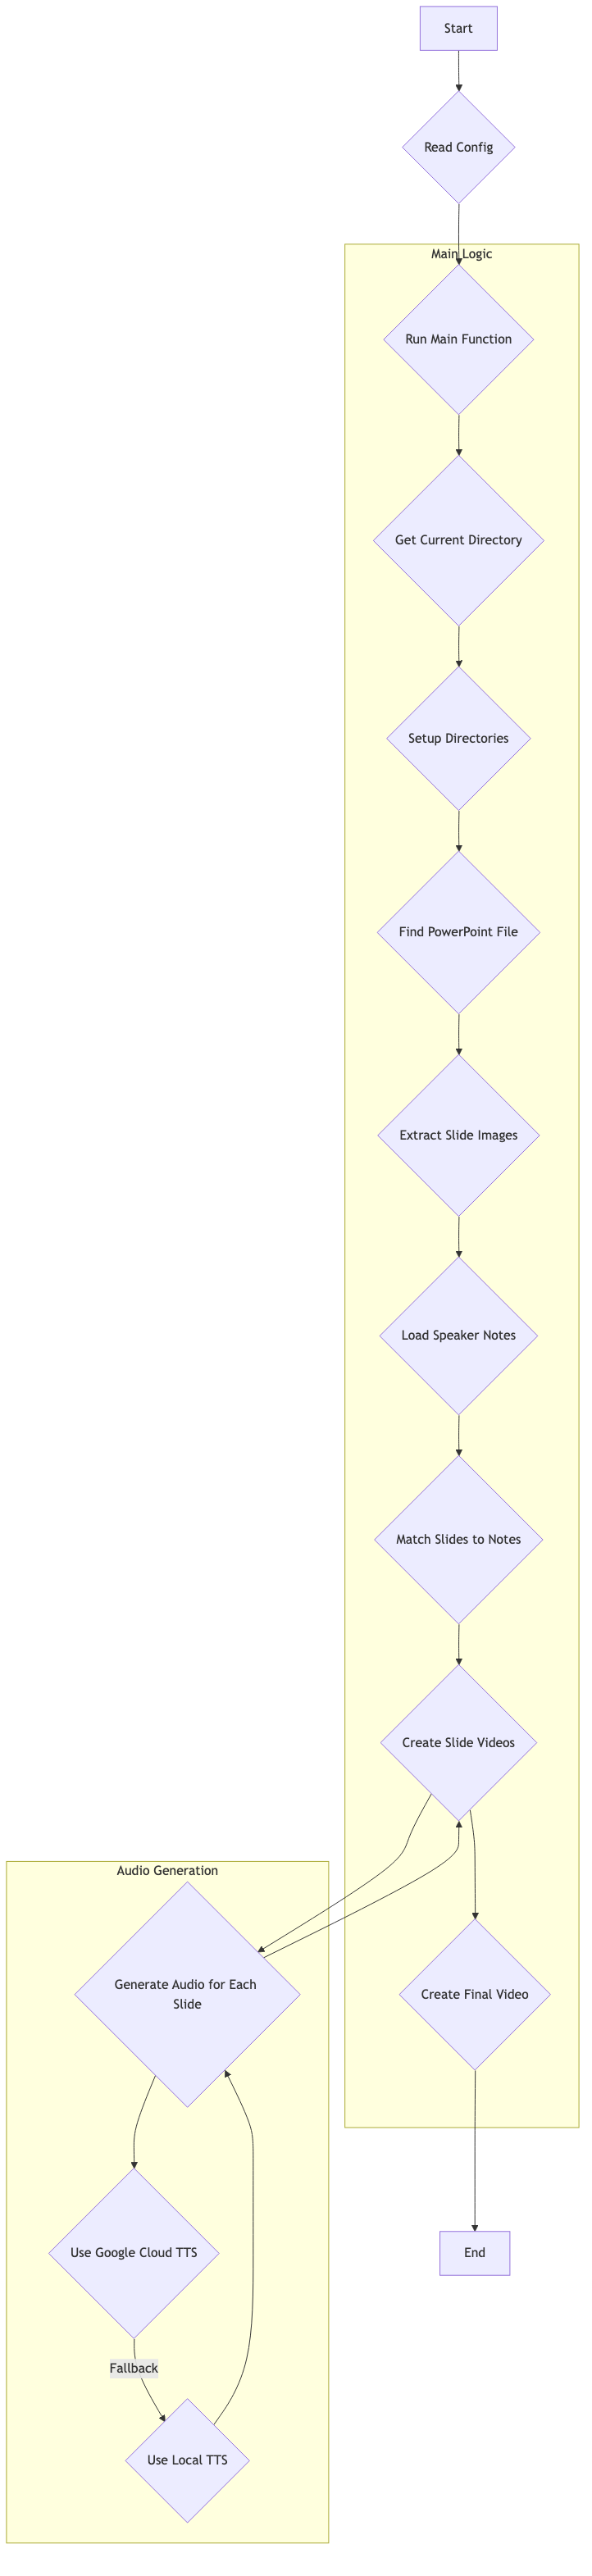 Start
Read Config
Main Logic
Run Main Function
Get Current Directory
Setup Directories
Find PowerPoint File
Extract Slide Images
Load Speaker Notes
Match Slides to Notes
Create Slide Videos
Audio Generation
Generate Audio for Each
Slide
Create Final Video
Use Google Cloud TTS
End
Fallback
Use Local TTS